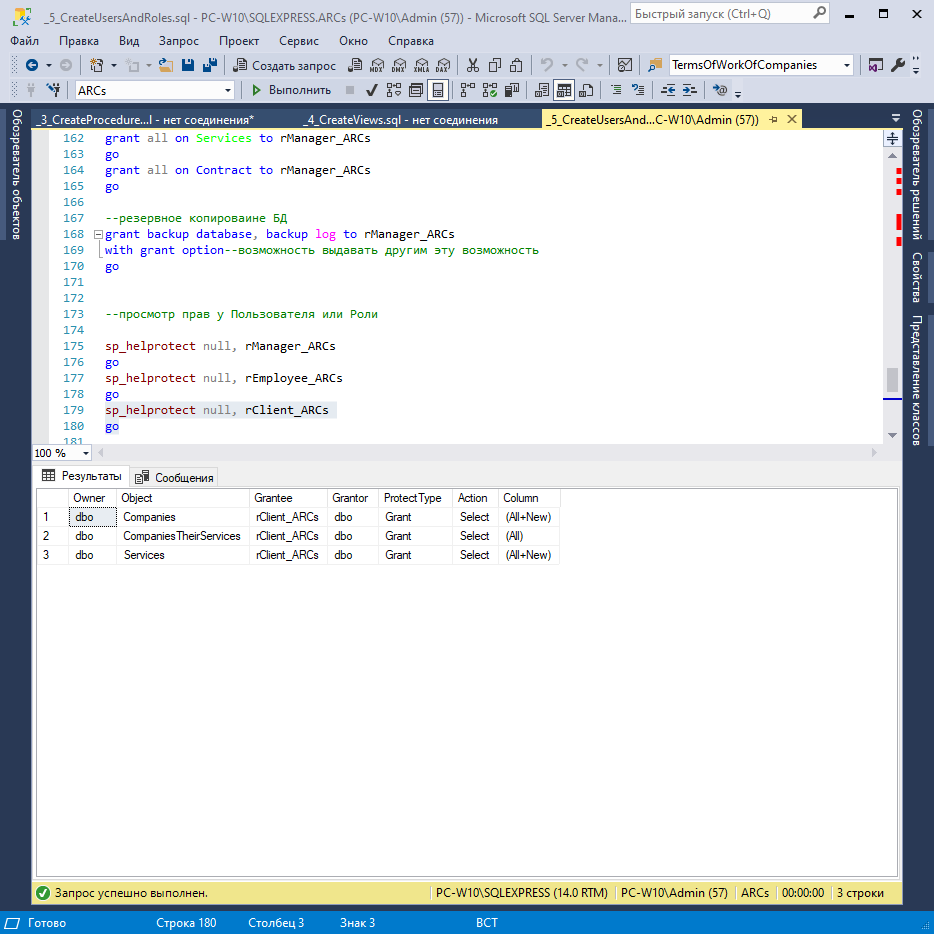 _5_CreateUsersAndRoles.sql - PC-W10\SQLEXPRESS.ARCs (PC-W10\Admin (57)) - Microsoft SQL Server Mana...
Быстрый запуск (Ctrl+Q)
Файл Правка Вид Запрос Проект Сервис Окно Справка
Создать запрос MDX DMX XMLA DAX TermsOfWorkOfCompanies
ARCs Выполнить
Обозреватель объектов
_3_CreateProcedure...l - нет соединения* _4_CreateViews.sql - нет соединения _5_CreateUsersAnd...C-W10\Admin (57))
162 grant all on Services to rManager_ARCs
163 go
164 grant all on Contract to rManager_ARCs
165 go
166
167 --резервное копироваине БД
168 grant backup database, backup log to rManager_ARCs
169 with grant option--возможность выдавать другим эту возможность
170 go
171
172
173 --просмотр прав у Пользователя или Роли
174
175 sp_helprotect null, rManager_ARCs
176 go
177 sp_helprotect null, rEmployee_ARCs
178 go
179 sp_helprotect null, rClient_ARCs
180 go
181
100 %
Обозреватель решений
Свойства
Представление классов
Результаты Сообщения
Owner Object Grantee Grantor ProtectType Action Column
1 dbo Companies rClient_ARCs dbo Grant Select (All+New)
2 dbo CompaniesTheirServices rClient_ARCs dbo Grant Select (All)
3 dbo Services rClient_ARCs dbo Grant Select (All+New)
Запрос успешно выполнен. PC-W10\SQLEXPRESS (14.0 RTM) PC-W10\Admin (57) ARCs 00:00:00 3 строки
Готово Строка 180 Столбец 3 Знак 3 ВСТ